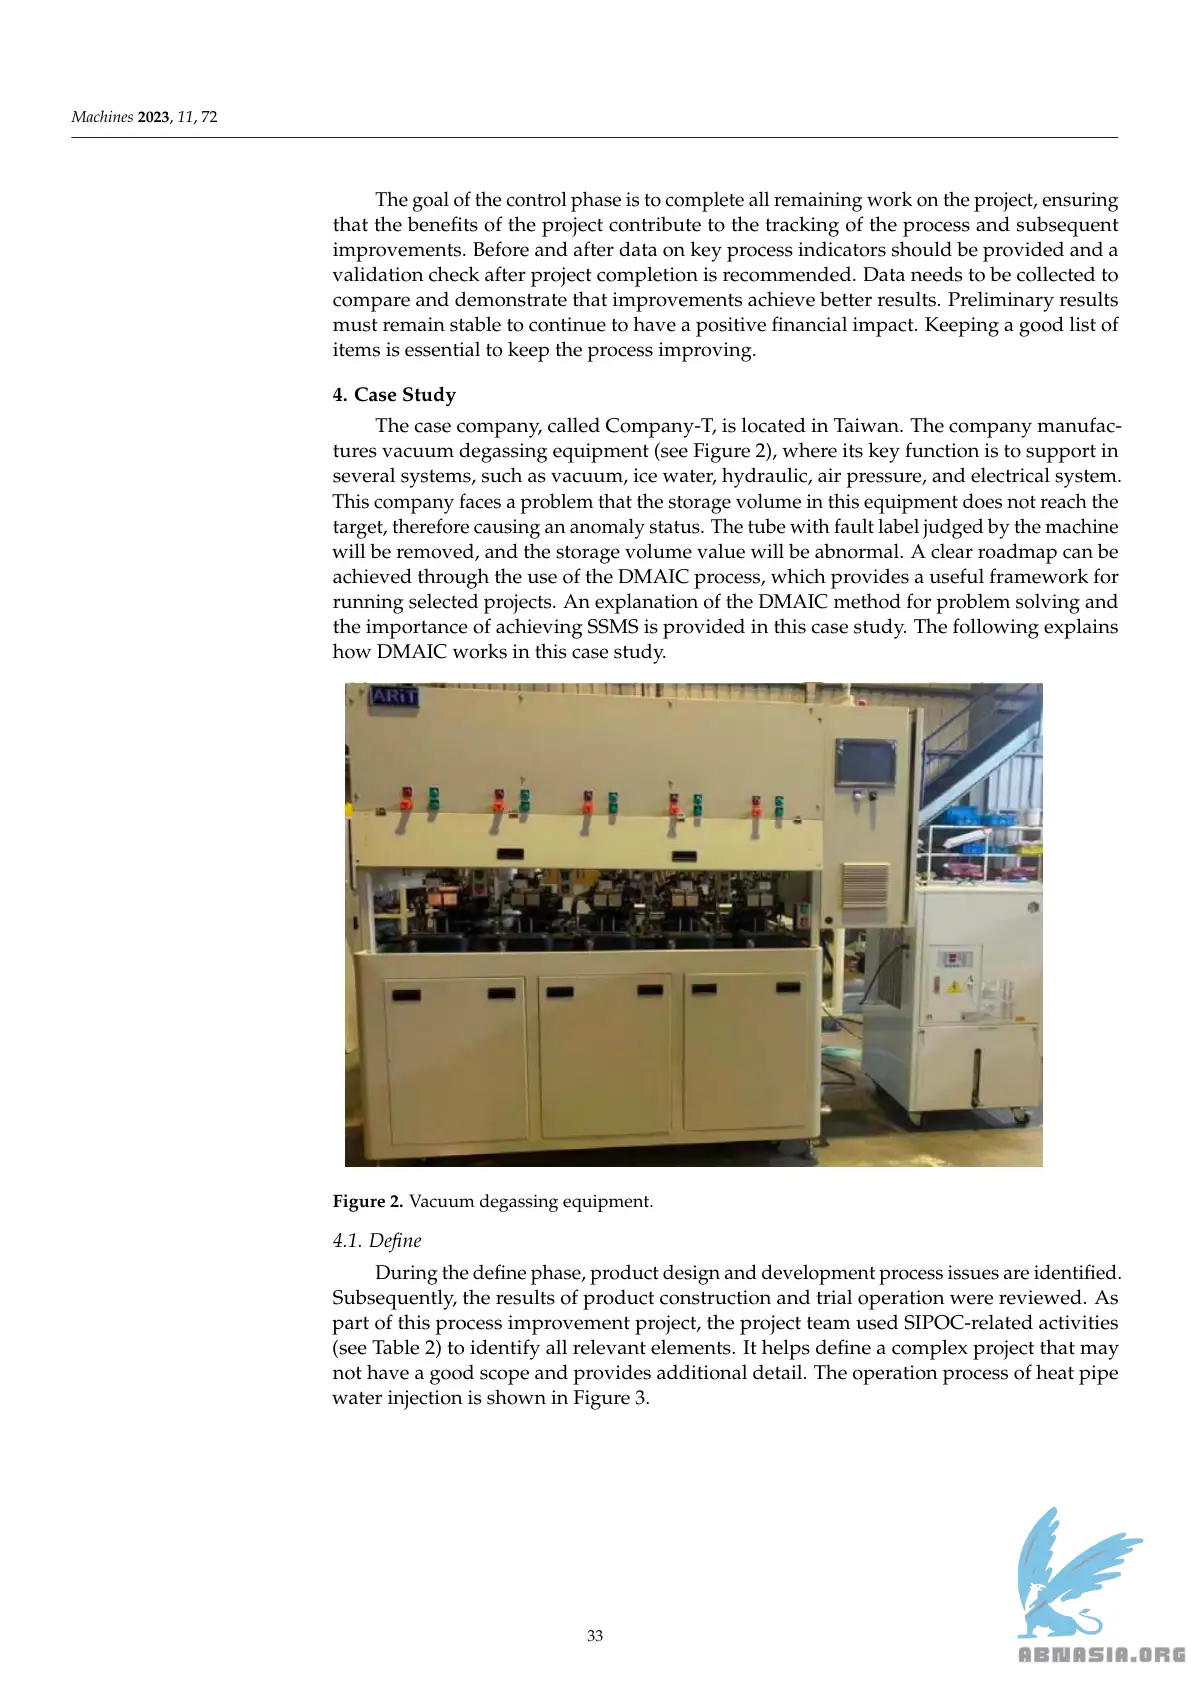 Machines 2023, 11, 72
The goal of the control phase is to complete all remaining work on the project, ensuring
that the benefits of the project contribute to the tracking of the process and subsequent
improvements. Before and after data on key process indicators should be provided and a
validation check after project completion is recommended. Data needs to be collected to
compare and demonstrate that improvements achieve better results. Preliminary results
must remain stable to continue to have a positive financial impact. Keeping a good list of
items is essential to keep the process improving.
4. Case Study
The case company, called Company-T, is located in Taiwan. The company manufac-
tures vacuum degassing equipment (see Figure 2), where its key function is to support in
several systems, such as vacuum, ice water, hydraulic, air pressure, and electrical system.
This company faces a problem that the storage volume in this equipment does not reach the
target, therefore causing an anomaly status. The tube with fault label judged by the machine
will be removed, and the storage volume value will be abnormal. A clear roadmap can be
achieved through the use of the DMAIC process, which provides a useful framework for
running selected projects. An explanation of the DMAIC method for problem solving and
the importance of achieving SSMS is provided in this case study. The following explains
how DMAIC works in this case study.
ARiT
Figure 2. Vacuum degassing equipment.
4.1. Define
During the define phase, product design and development process issues are identified.
Subsequently, the results of product construction and trial operation were reviewed. As
part of this process improvement project, the project team used SIPOC-related activities
(see Table 2) to identify all relevant elements. It helps define a complex project that may
not have a good scope and provides additional detail. The operation process of heat pipe
water injection is shown in Figure 3.
33
ABNASIA.ORG